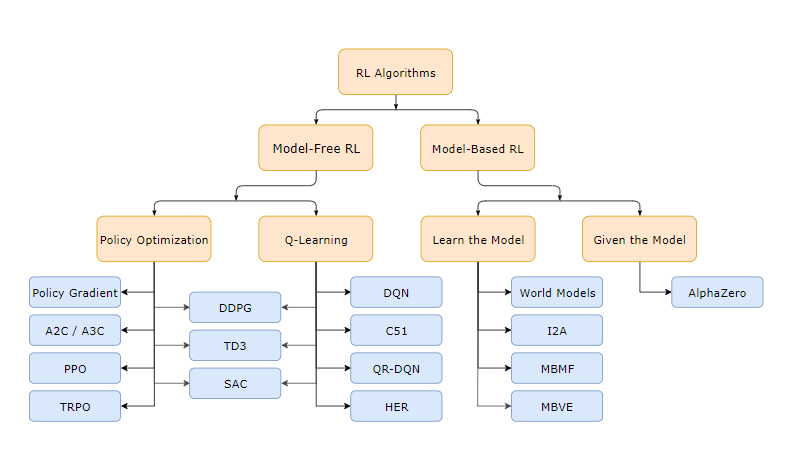 RL Algorithms
Model-Free RL
Model-Based RL
Policy Optimization
Q-Learning
Learn the Model
Given the Model
Policy Gradient
DDPG
DQN
World Models
AlphaZero
A2C / A3C
TD3
C51
I2A
PPO
SAC
QR-DQN
MBMF
TRPO
HER
MBVE